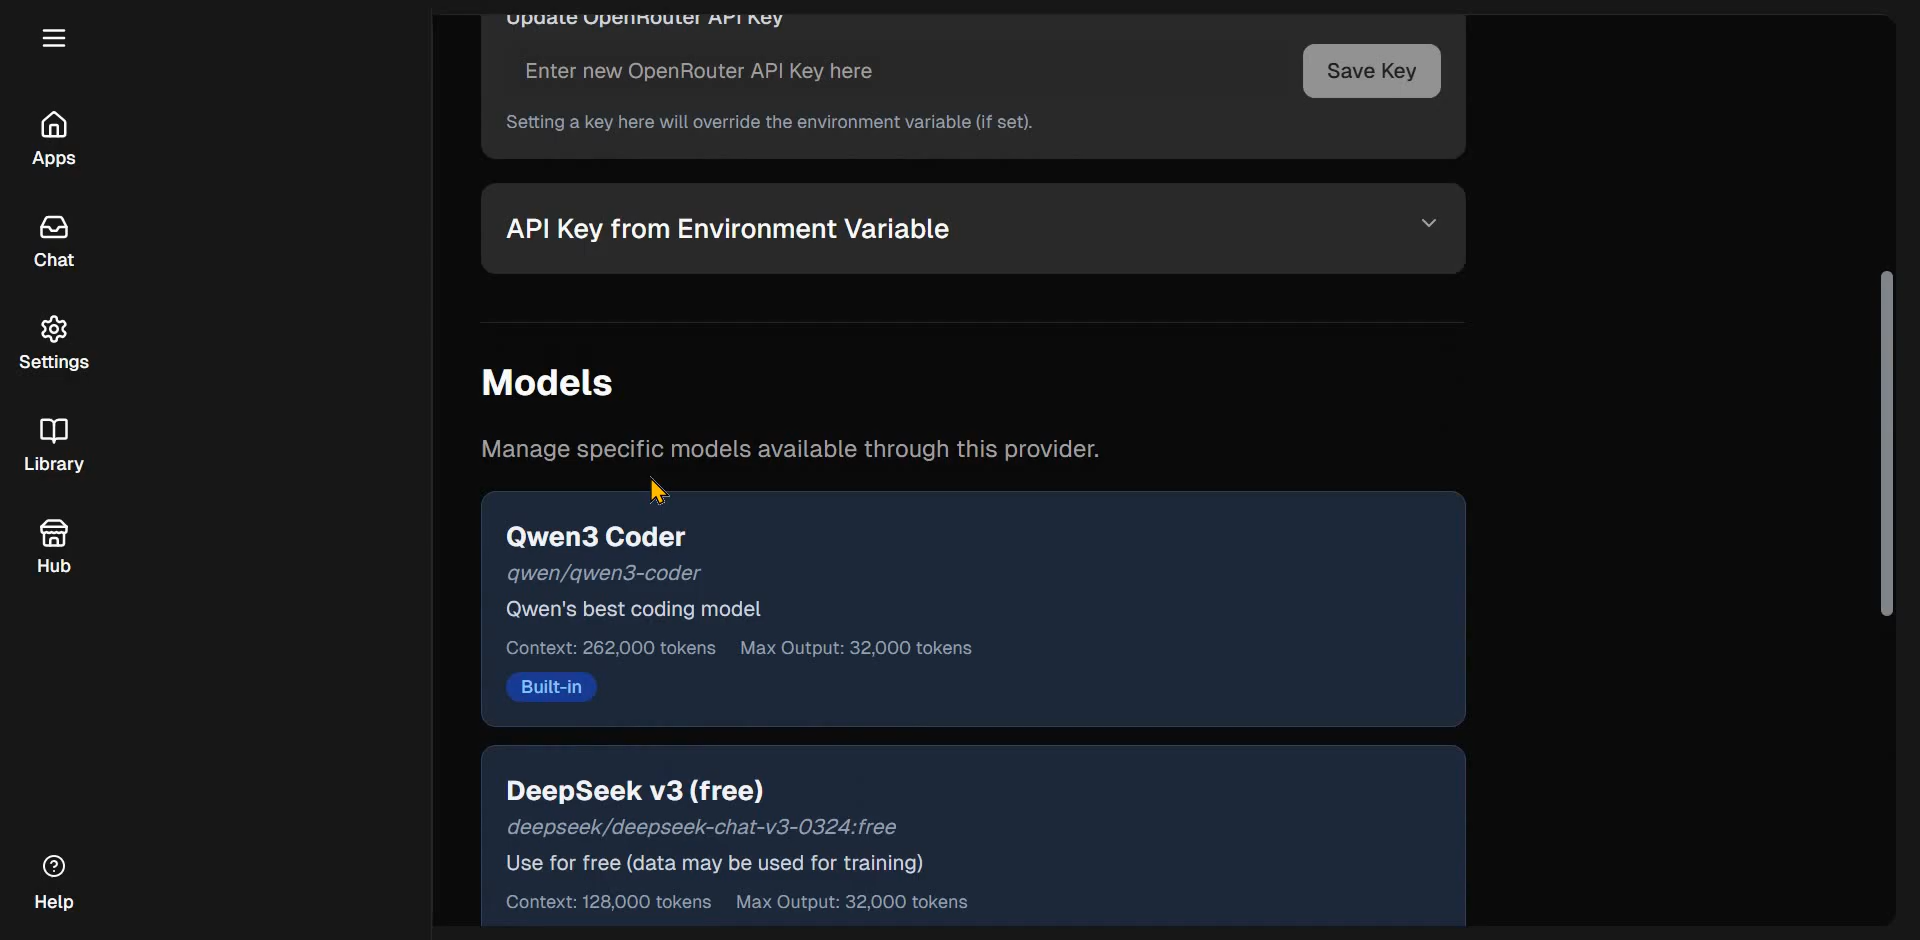 Update OpenRouter API Key
Enter new OpenRouter API Key here
Save Key
Setting a key here will override the environment variable (if set).
API Key from Environment Variable
Models
Manage specific models available through this provider.
Qwen3 Coder
qwen/qwen3-coder
Qwen's best coding model
Context: 262,000 tokens Max Output: 32,000 tokens
Built-in
DeepSeek v3 (free)
deepseek/deepseek-chat-v3-0324:free
Use for free (data may be used for training)
Context: 128,000 tokens Max Output: 32,000 tokens
Apps
Chat
Settings
Library
Hub
Help